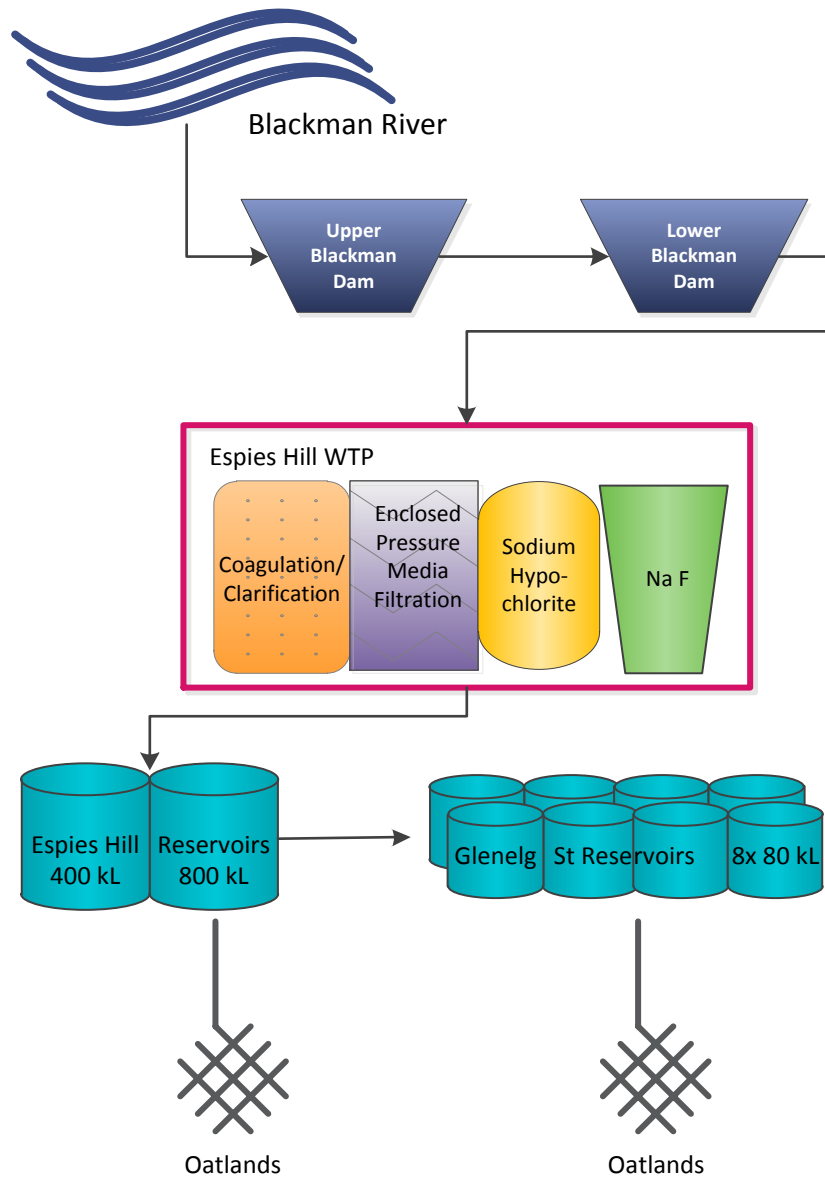 Blackman River
Upper
Blackman
Dam
Lower
Blackman
Dam
Espies Hill WTP
Coagulation/
Clarification
Enclosed
Pressure
Media
Filtration
Sodium
Hypo-
chlorite
Na F
Espies Hill Reservoirs
400 kL 800 kL
Glenelg St Reservoirs 8x 80 kL
Oatlands
Oatlands